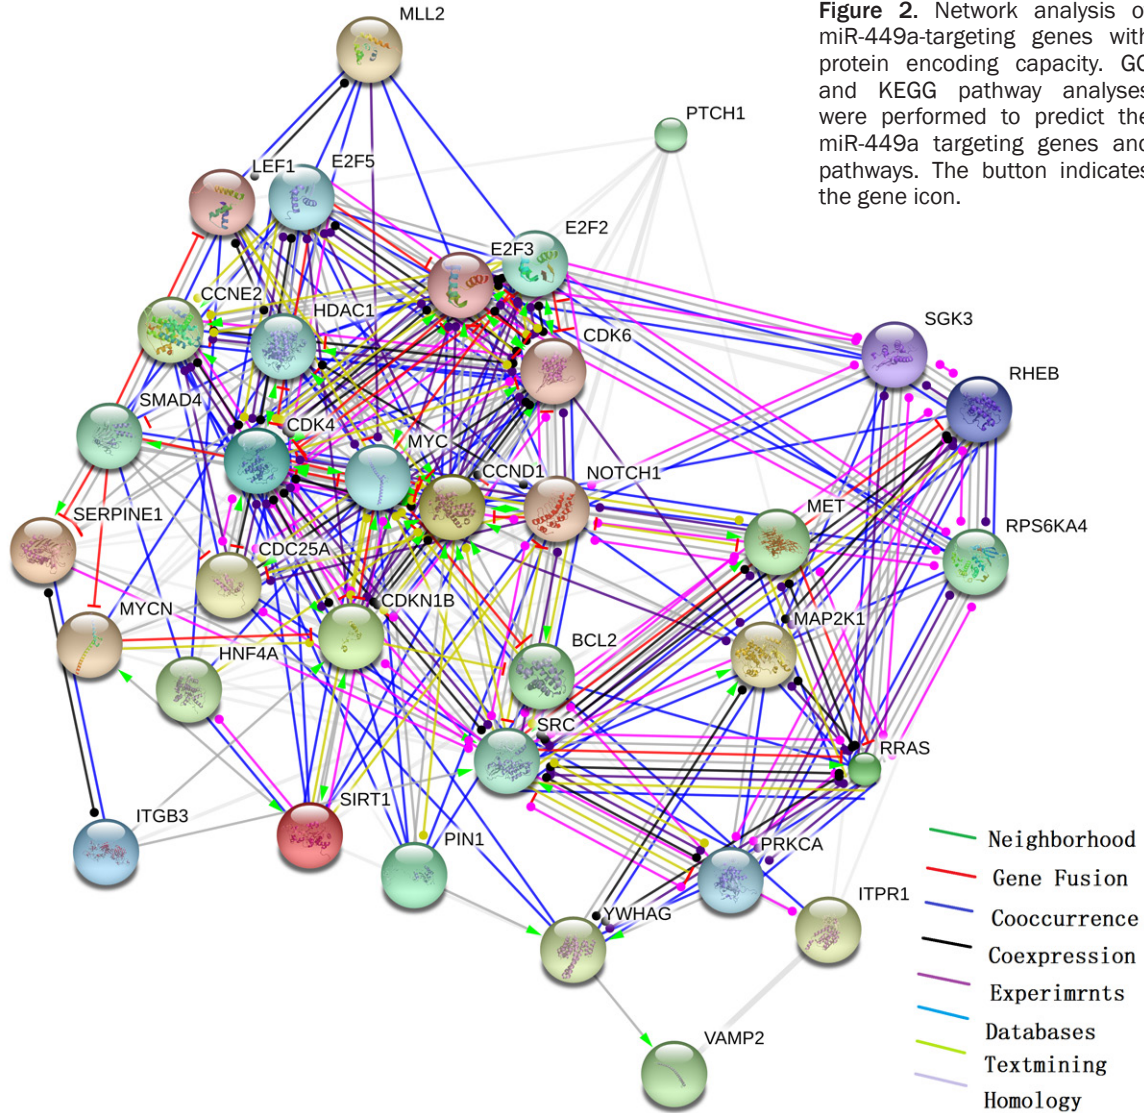 MLL2
Figure 2. Network analysis o
miR-449a-targeting genes with
protein encoding capacity. GO
and KEGG pathway analyses
were performed to predict the
miR-449a targeting genes and
pathways. The button indicates
the gene icon.
PTCH1
LEF1
E2F5
E2F2
E2F3
CCNE2
HDAC1
CDK6
SGK3
RHEB
SMAD4
CDK4
MYC
CCND1
NOTCH1
MET
SERPINE1
RPS6KA4
CDC25A
MYCN
CDKN1B
MAP2K1
HNF4A
BCL2
SRC
RRAS
SIRT1
ITGB3
PIN1
PRKCA
ITPR1
YWHAG
VAMP2
Neighborhood
Gene Fusion
Cooccurrence
Coexpression
Experimrnts
Databases
Textmining
Homology